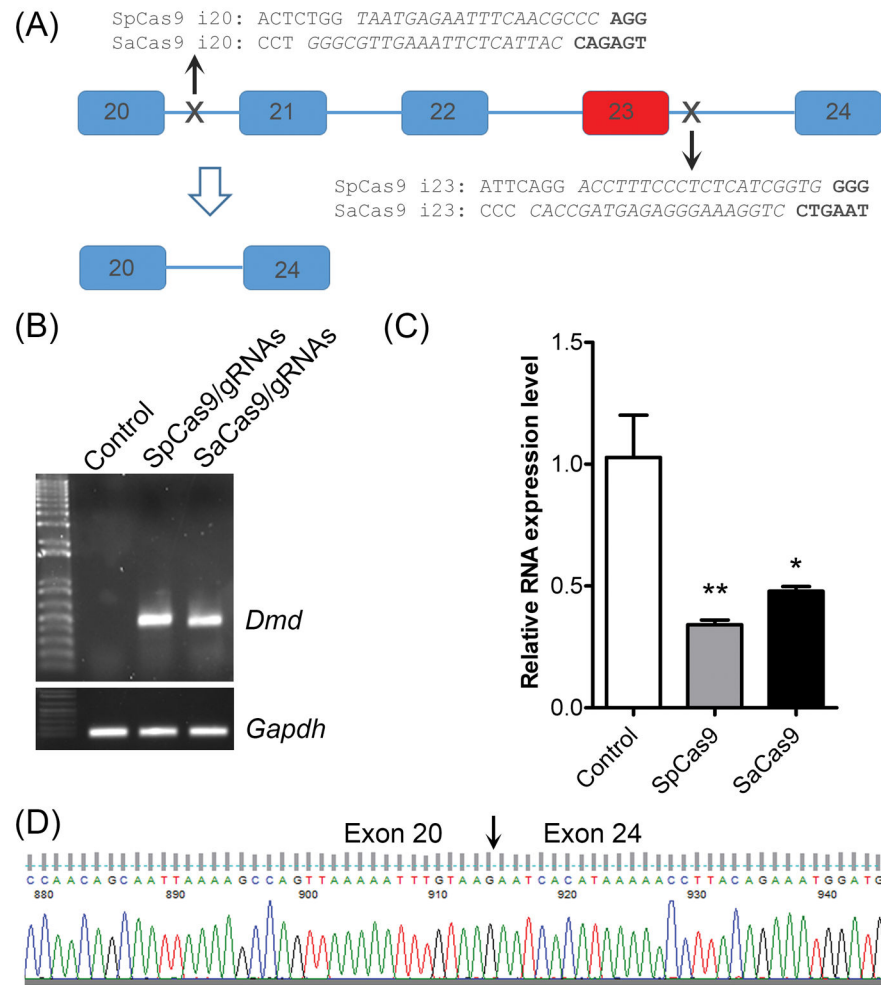 (A)
SpCas9 i20: ACTCTGG TAATGAGAATTTCAACGCCC AGG
SaCas9 i20: CCT GGGCGTTGAAATTCTCATTAC CAGAGT
20 X 21 22 23 X 24
SpCas9 i23: ATTCAGG ACCTTTCCCTCTCATCGGTG GGG
SaCas9 i23: CCC CACCGATGAGAGGGAAAGGTC CTGAAT
20 24
(B)
Control
SpCas9/gRNAs
SaCas9/gRNAs
Dmd
Gapdh
(C)
Relative RNA expression level
1.5
1.0
0.5
0.0
**
*
Control
SpCas9
SaCas9
(D)
Exon 20 Exon 24
CCAACAGCAATTAAAAGCCAGTTAAAAATTTGTAAGAATCACATAAAAACCTTACAGAAATGGATG
880 890 900 910 920 930 940